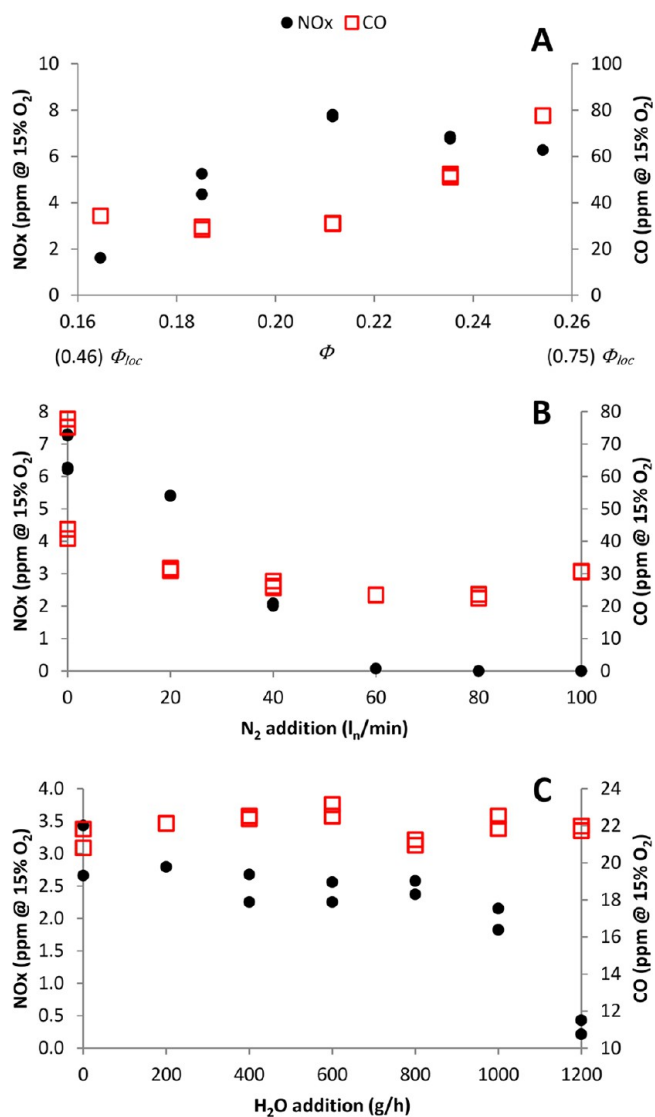 NOx CO
A
10 100
8 80
6 60
4 40
2 20
0 0
NOx (ppm @ 15% O₂)
CO (ppm @ 15% O₂)
0.16 0.18 0.20 0.22 0.24 0.26
(0.46) Φloc Φ (0.75) Φloc
B
8 80
7 70
6 60
5 50
4 40
3 30
2 20
1 10
0 0
NOx (ppm @ 15% O₂)
CO (ppm @ 15% O₂)
0 20 40 60 80 100
N₂ addition (lₙ/min)
C
4.0 24
3.5 22
3.0 20
2.5 18
2.0 16
1.5 14
1.0 12
0.5
0.0 10
NOx (ppm @ 15% O₂)
CO (ppm @ 15% O₂)
0 200 400 600 800 1000 1200
H₂O addition (g/h)